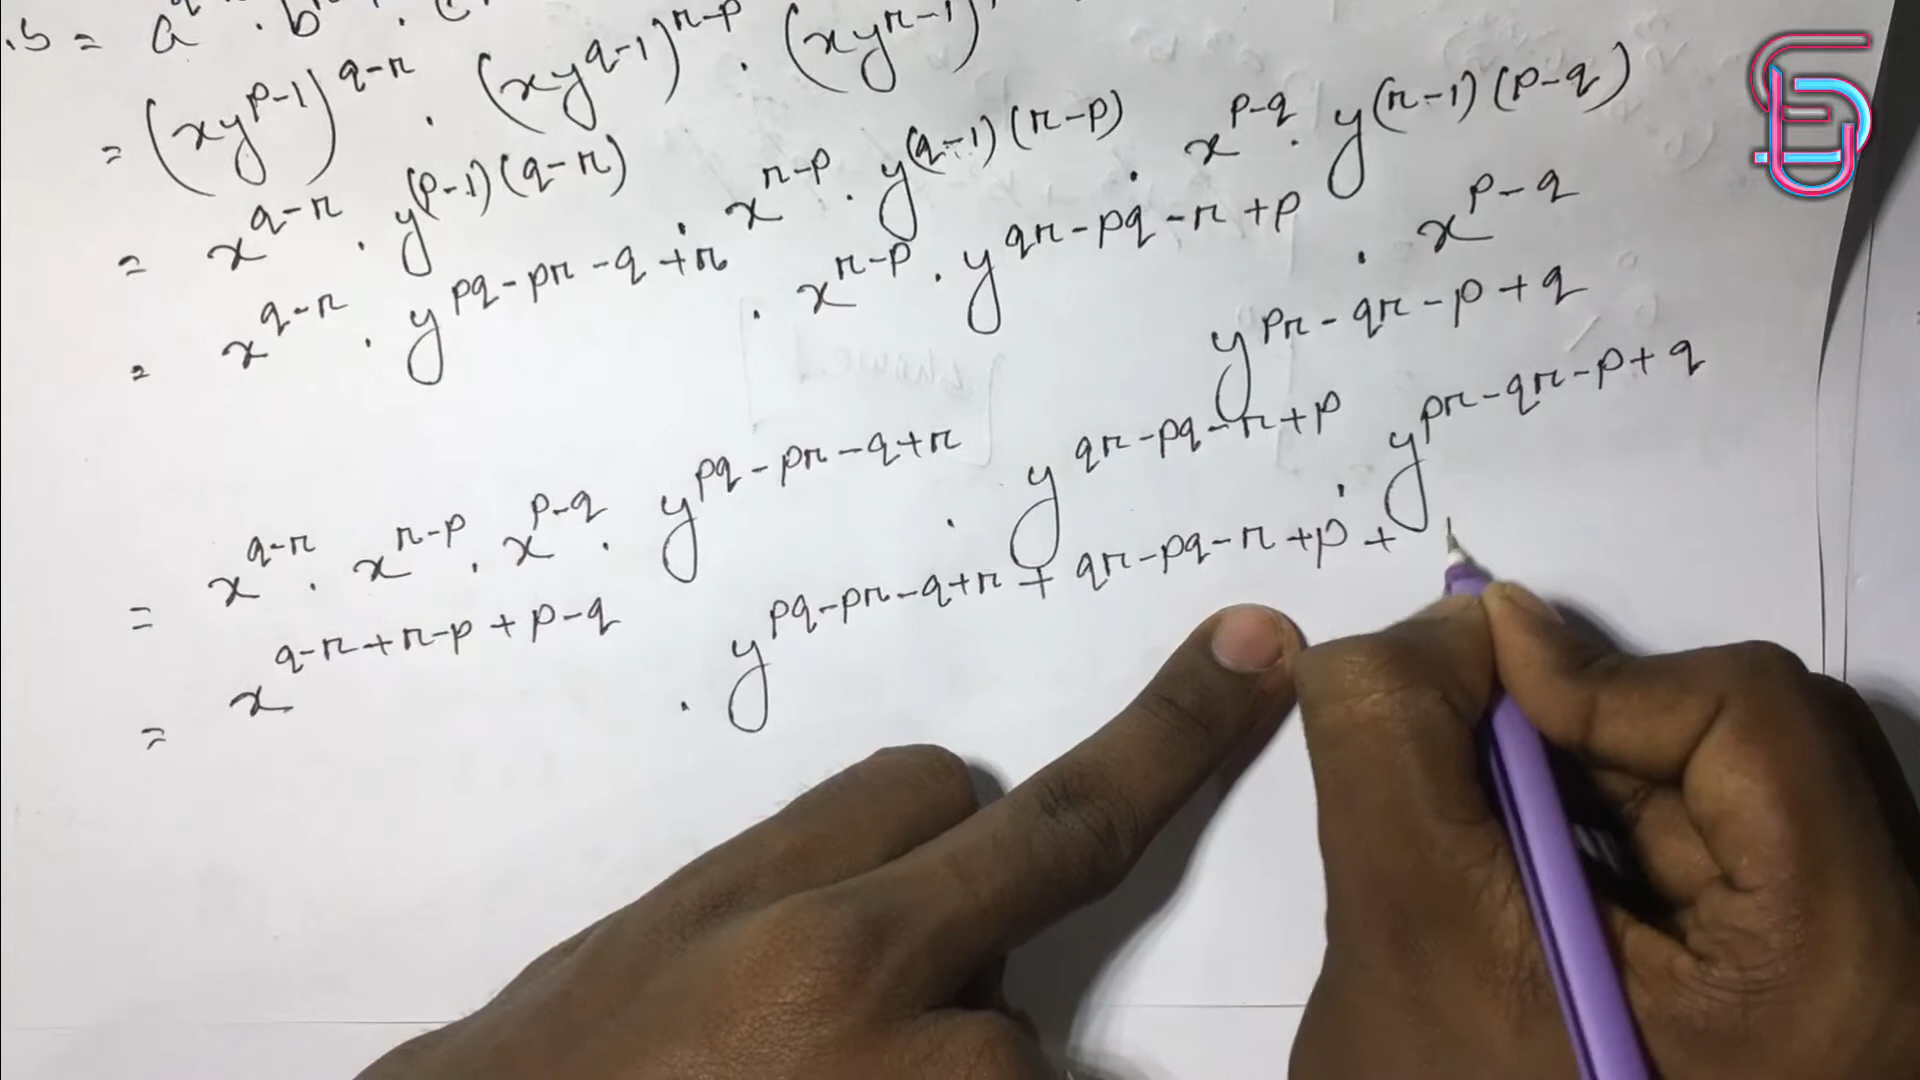 .S = a . b . c
= (xy^{p-1})^{q-r} . (xy^{q-1})^{r-p} . (xy^{r-1})
= x^{q-r} . y^{(p-1)(q-r)} . x^{r-p} . y^{(q-1)(r-p)} . x^{p-q} . y^{(r-1)(p-q)}
= x^{q-r} . y^{pq-pr-q+r} . x^{r-p} . y^{qr-pq-r+p} . x^{p-q}
y^{pr-qr-p+q}
= x^{q-r} . x^{r-p} . x^{p-q} . y^{pq-pr-q+r} . y^{qr-pq-r+p} . y^{pr-qr-p+q}
= x^{q-r+r-p+p-q} . y^{pq-pr-q+r+qr-pq-r+p+}